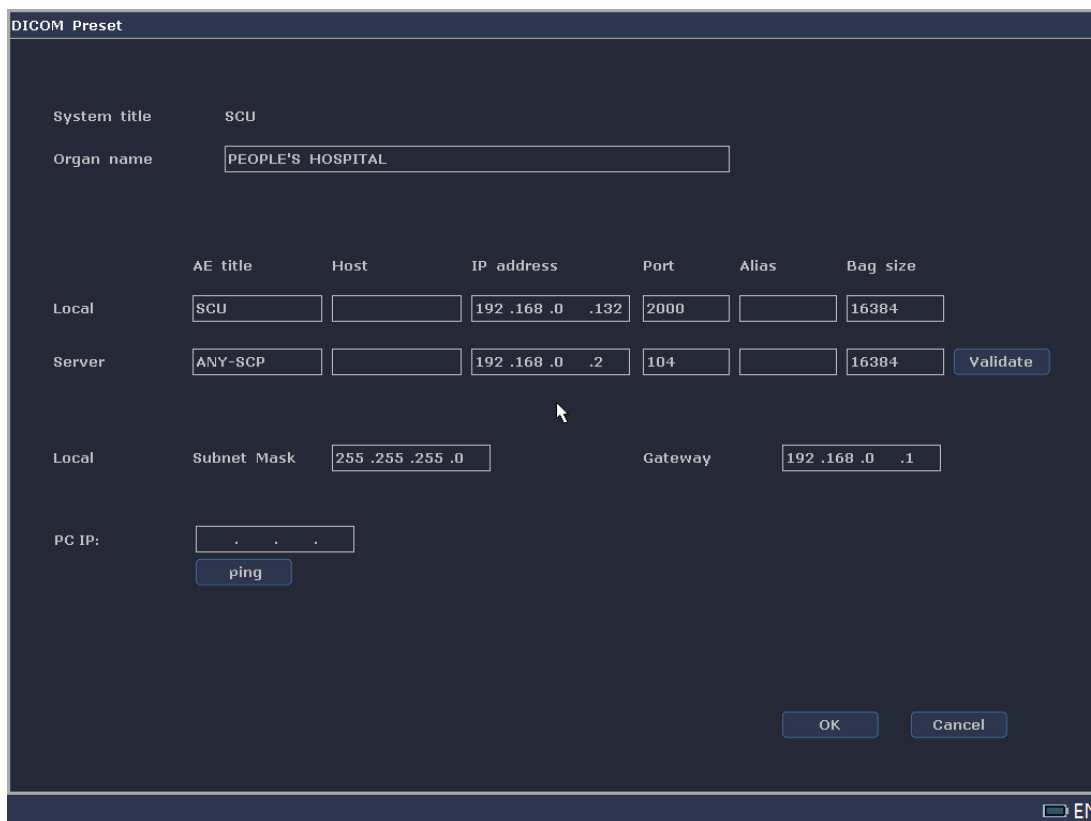 DICOM Preset
System title SCU
Organ name PEOPLE'S HOSPITAL
AE title Host IP address Port Alias Bag size
Local SCU 192 .168 .0 .132 2000 16384
Server ANY-SCP 192 .168 .0 .2 104 16384 Validate
Local Subnet Mask 255 .255 .255 .0 Gateway 192 .168 .0 .1
PC IP: . . .
ping
OK Cancel
EN